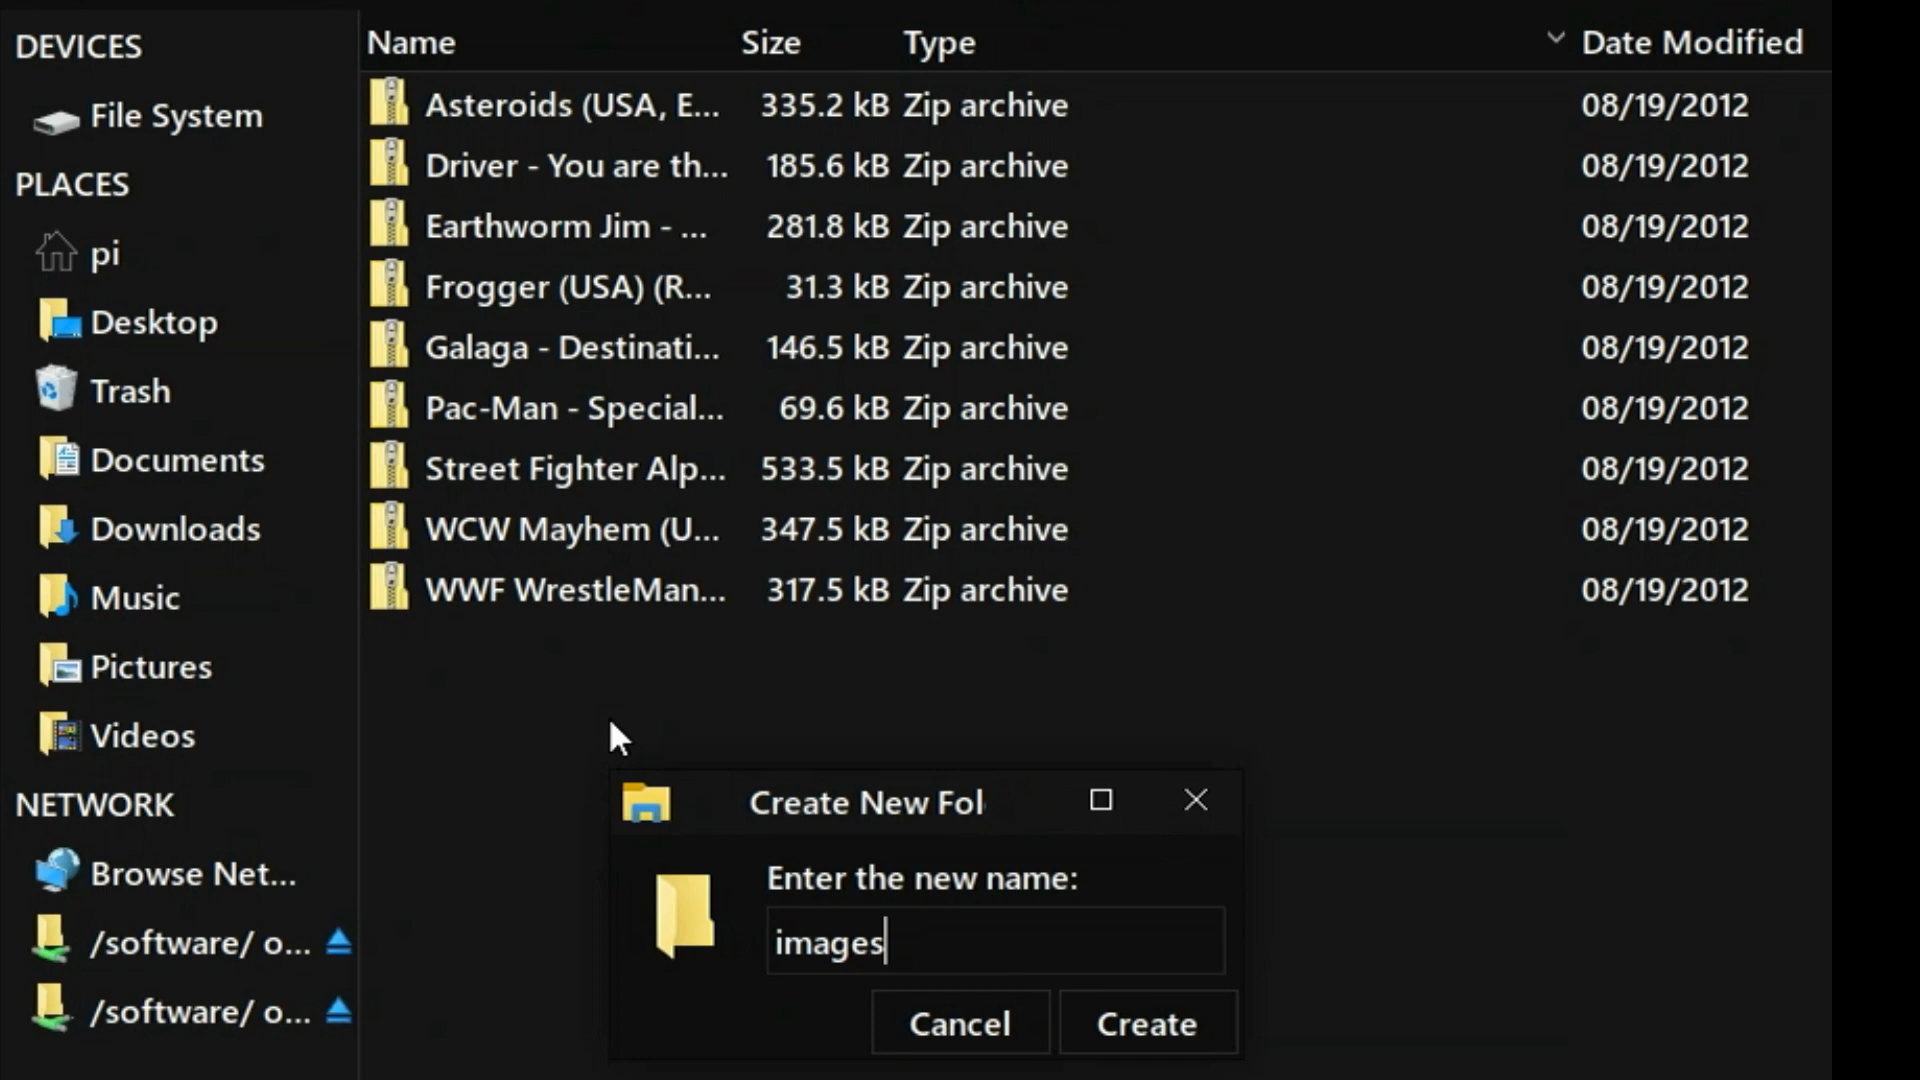 DEVICES
File System
PLACES
pi
Desktop
Trash
Documents
Downloads
Music
Pictures
Videos
NETWORK
Browse Net...
/software/ o...
/software/ o...
Name Size Type Date Modified
Asteroids (USA, E... 335.2 kB Zip archive 08/19/2012
Driver - You are th... 185.6 kB Zip archive 08/19/2012
Earthworm Jim - ... 281.8 kB Zip archive 08/19/2012
Frogger (USA) (R... 31.3 kB Zip archive 08/19/2012
Galaga - Destinati... 146.5 kB Zip archive 08/19/2012
Pac-Man - Special... 69.6 kB Zip archive 08/19/2012
Street Fighter Alp... 533.5 kB Zip archive 08/19/2012
WCW Mayhem (U... 347.5 kB Zip archive 08/19/2012
WWF WrestleMan... 317.5 kB Zip archive 08/19/2012
Create New Fol
Enter the new name:
images
Cancel Create